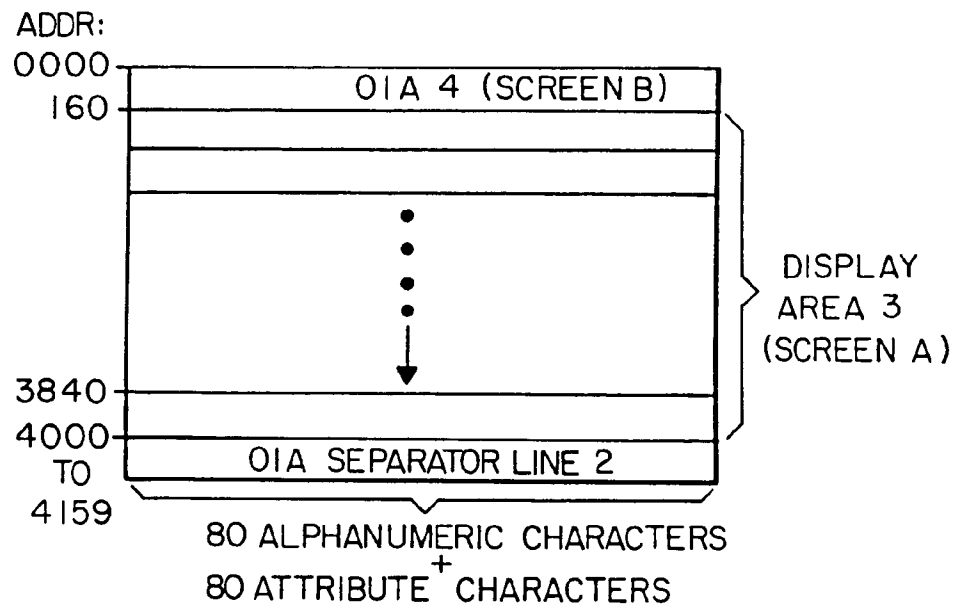 ADDR:
0000
OIA 4 (SCREEN B)
160
DISPLAY
AREA 3
(SCREEN A)
3840
4000
OIA SEPARATOR LINE 2
TO
4159
80 ALPHANUMERIC CHARACTERS
+
80 ATTRIBUTE CHARACTERS